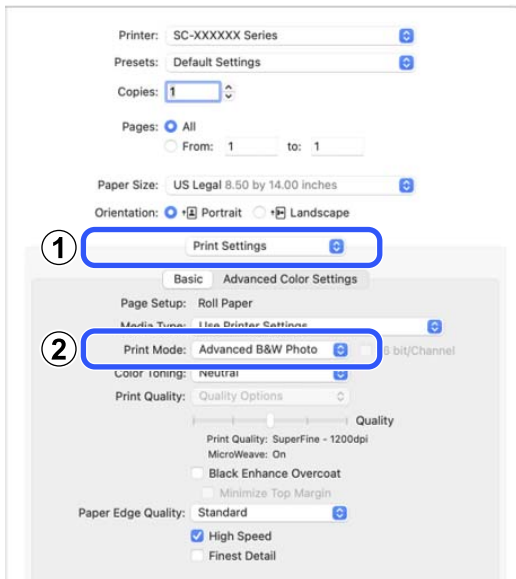 Printer: SC-XXXXXX Series
Presets: Default Settings
Copies: 1
Pages: All
From: 1 to: 1
Paper Size: US Legal 8.50 by 14.00 inches
Orientation: Portrait Landscape
1 Print Settings
Basic Advanced Color Settings
Page Setup: Roll Paper
Media Type: Use Printer Settings
2 Print Mode: Advanced B&W Photo 6 bit/Channel
Color Toning: Neutral
Print Quality: Quality Options
Quality
Print Quality: SuperFine - 1200dpi
MicroWeave: On
Black Enhance Overcoat
Minimize Top Margin
Paper Edge Quality: Standard
High Speed
Finest Detail